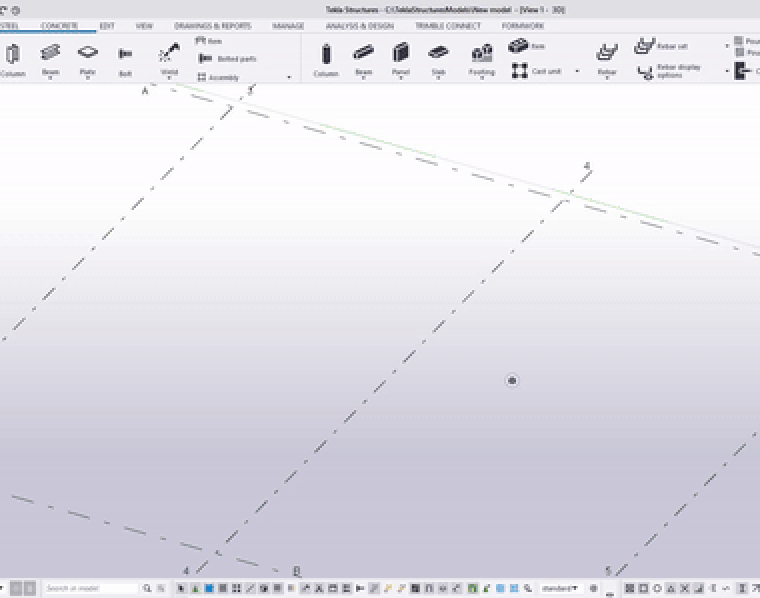 Tekla Structures - C:\TeklaStructuresModels\New model - [View 1 - 3D]
STEEL CONCRETE EDIT VIEW DRAWINGS & REPORTS MANAGE ANALYSIS & DESIGN TRIMBLE CONNECT FORMWORK
Item
Bolted parts
Assembly
Column Beam Plate Bolt Weld
Column Beam Panel Slab Footing
Item
Cast unit
Rebar
Rebar set
Rebar display
options
A 3
4
4 B 5
Search in model
standard